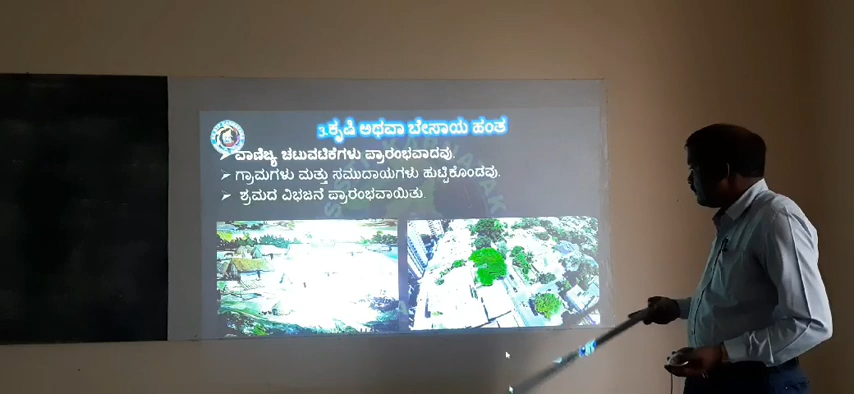 3.ಕೃಷಿ ಅಥವಾ ಬೇಸಾಯ ಹಂತ
➤ ವಾಣಿಜ್ಯ ಚಟುವಟಿಕೆಗಳು ಪ್ರಾರಂಭವಾದವು.
➤ ಗ್ರಾಮಗಳು ಮತ್ತು ಸಮುದಾಯಗಳು ಹುಟ್ಟಿಕೊಂಡವು.
➤ ಶ್ರಮದ ವಿಭಜನೆ ಪ್ರಾರಂಭವಾಯಿತು.